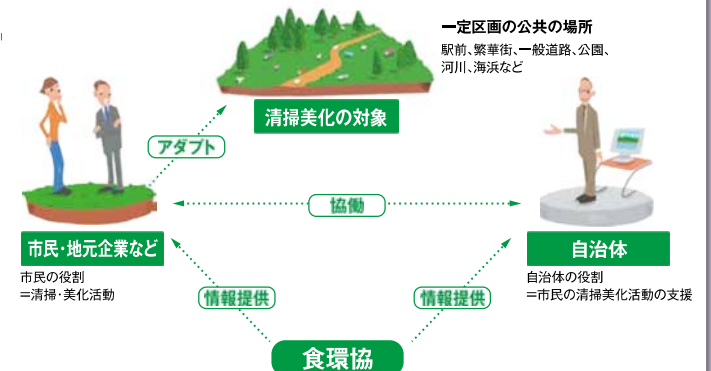 一定区画の公共の場所
駅前、繁華街、一般道路、公園、
河川、海浜など
清掃美化の対象
アダプト
協働
市民・地元企業など
市民の役割
＝清掃・美化活動
自治体
自治体の役割
＝市民の清掃美化活動の支援
情報提供
情報提供
食環協